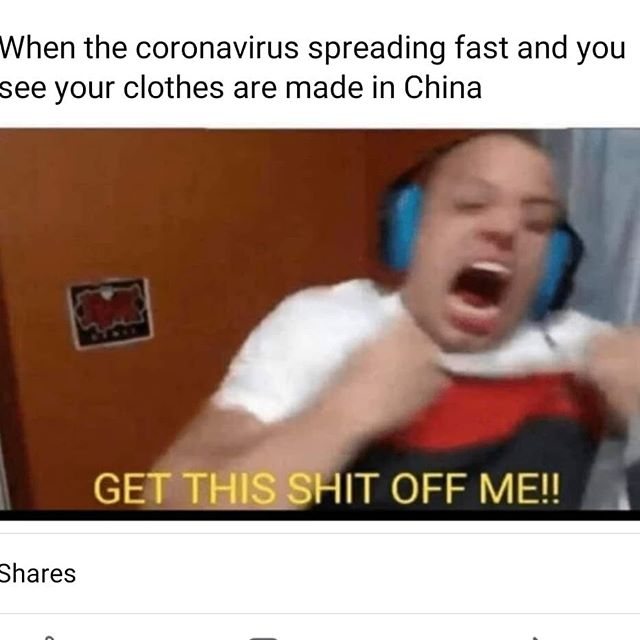 When the coronavirus spreading fast and you
see your clothes are made in China
GET THIS SHIT OFF ME!!
Shares